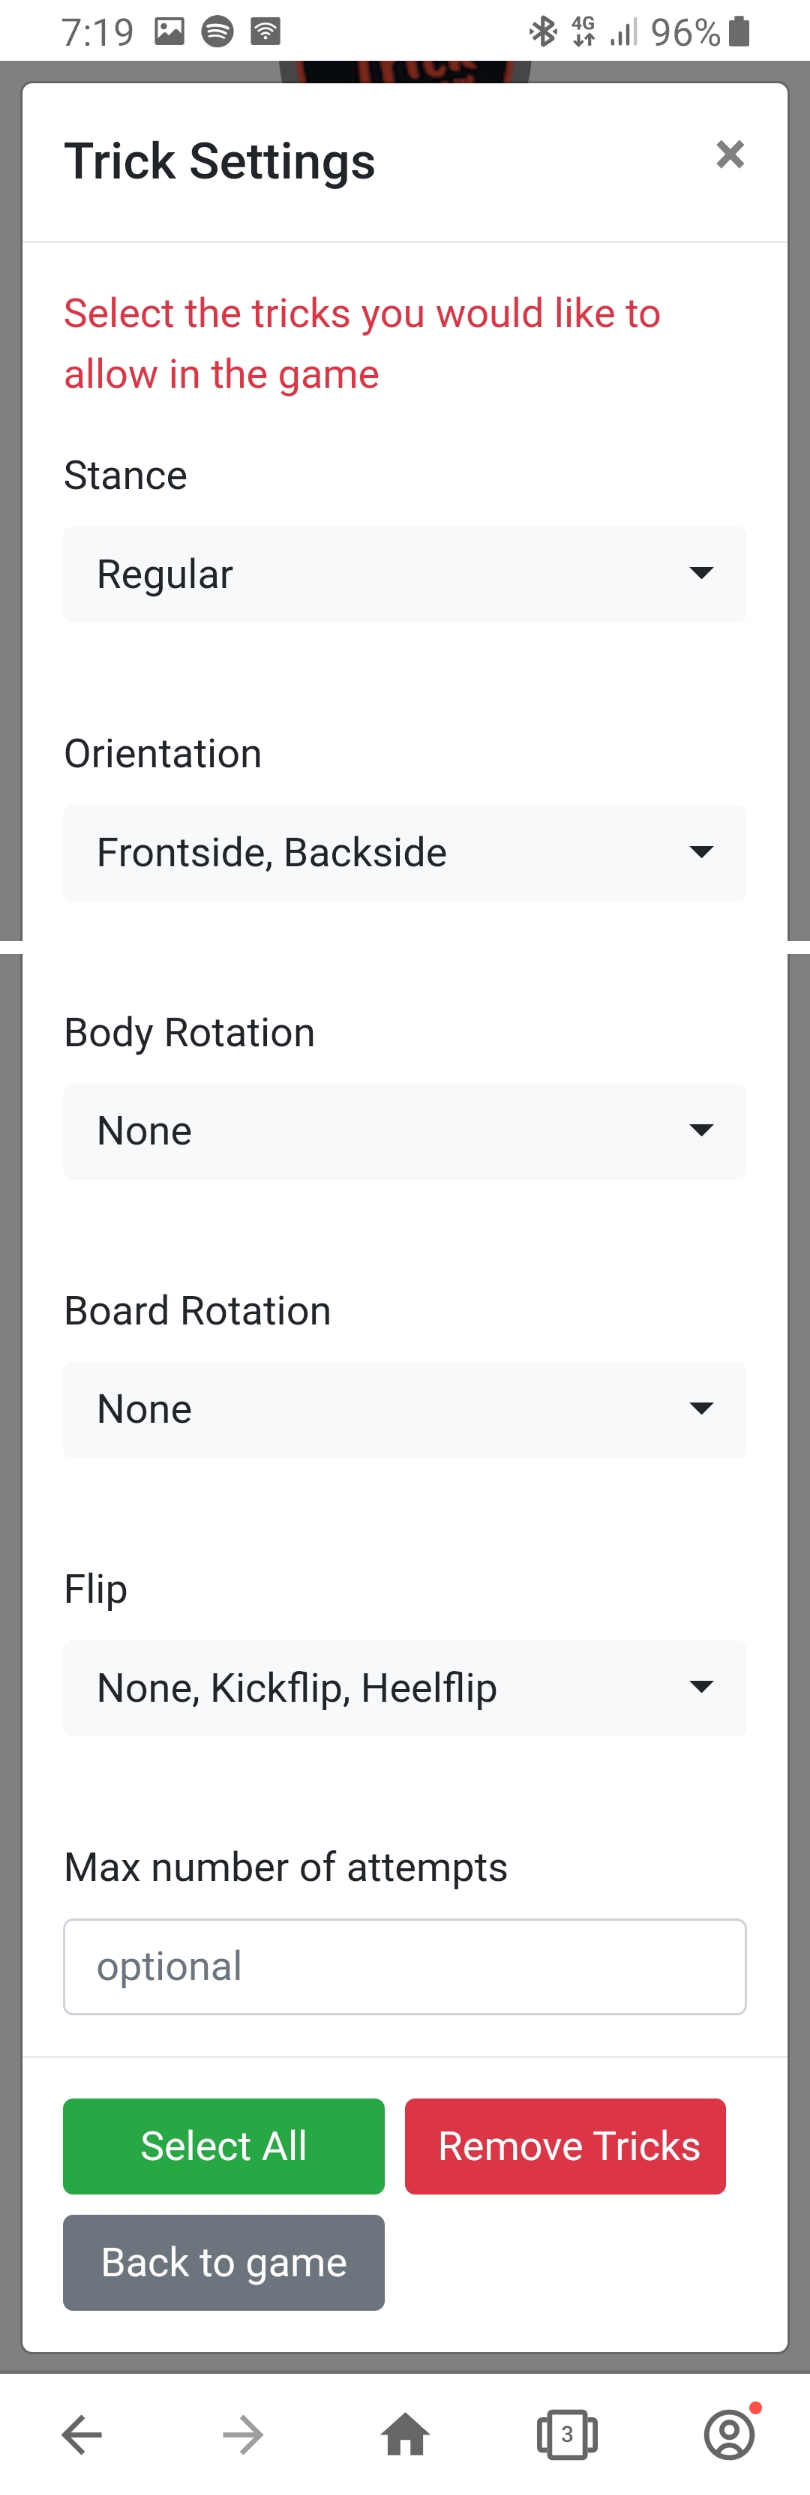 7:19 4G 96%
Trick
Trick Settings ×
Select the tricks you would like to
allow in the game
Stance
Regular
Orientation
Frontside, Backside
Body Rotation
None
Board Rotation
None
Flip
None, Kickflip, Heelflip
Max number of attempts
optional
Select All Remove Tricks
Back to game
3